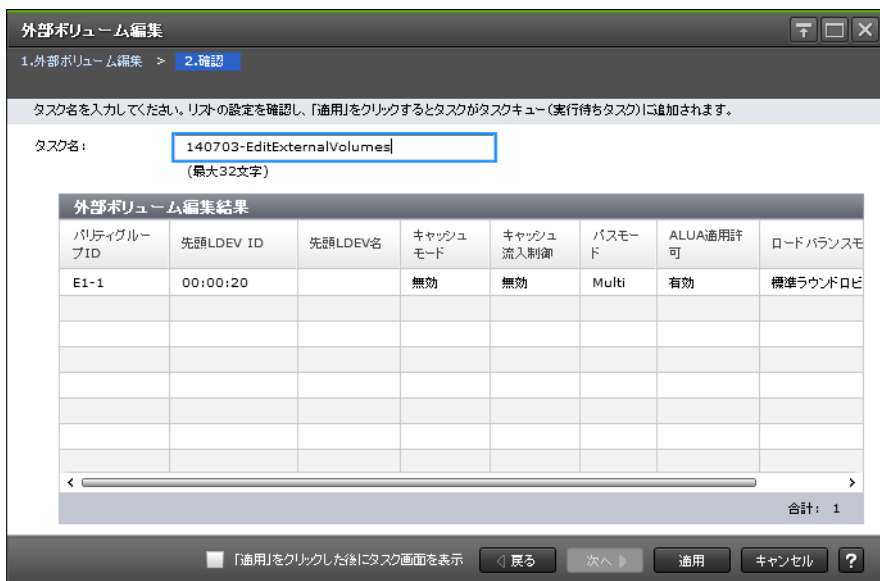 外部ボリューム編集
1.外部ボリューム編集 > 2.確認
タスク名を入力してください。リストの設定を確認し、「適用」をクリックするとタスクがタスクキュー(実行待ちタスク)に追加されます。
タスク名: 140703-EditExternalVolumes
(最大32文字)
外部ボリューム編集結果
パリティグループID 先頭LDEV ID 先頭LDEV名 キャッシュモード キャッシュ流入制御 パスモード ALUA適用許可 ロードバランスモ
E1-1 00:00:20 無効 無効 Multi 有効 標準ラウンドロビ
合計: 1
「適用」をクリックした後にタスク画面を表示 戻る 次へ 適用 キャンセル ?